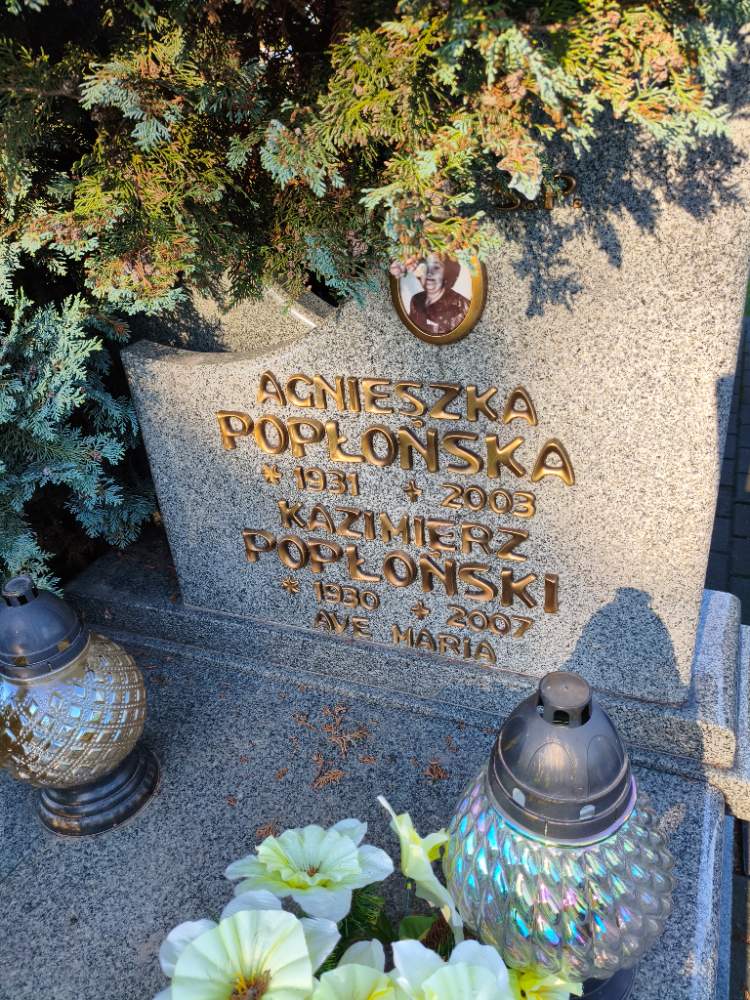 Ś.P.
AGNIESZKA
POPŁOŃSKA
* 1931 + 2003
KAZIMIERZ
POPŁOŃSKI
* 1930 + 2007
AVE MARIA